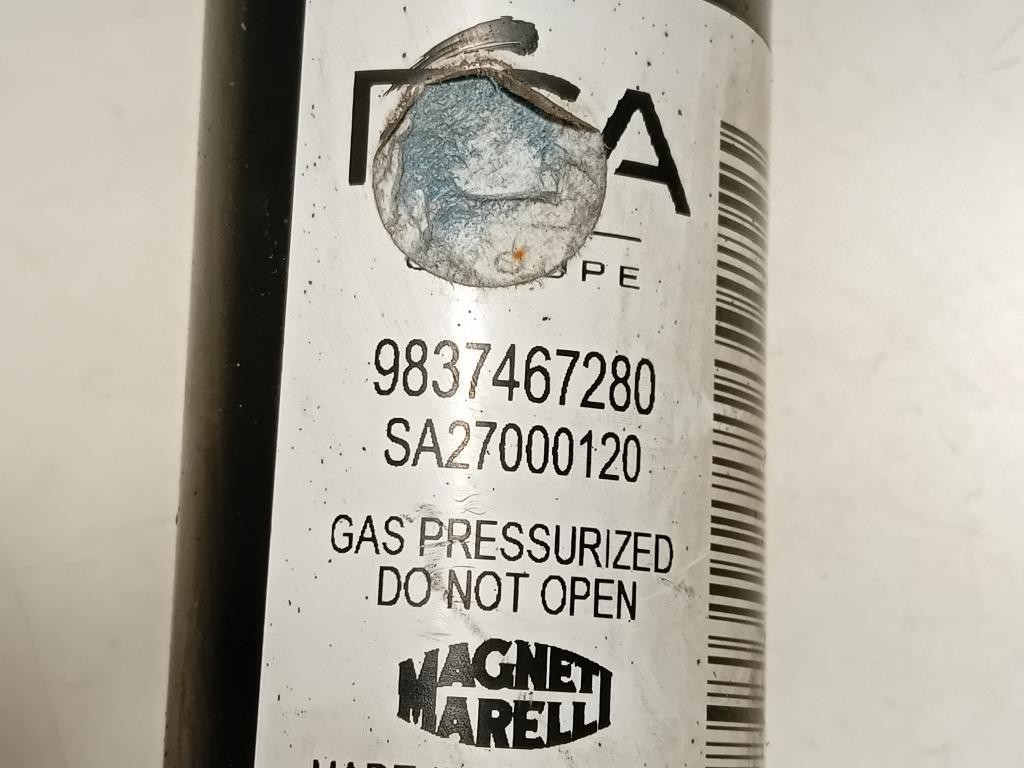 9837467280
SA27000120
GAS PRESSURIZED
DO NOT OPEN
MAGNETI
MARELLI